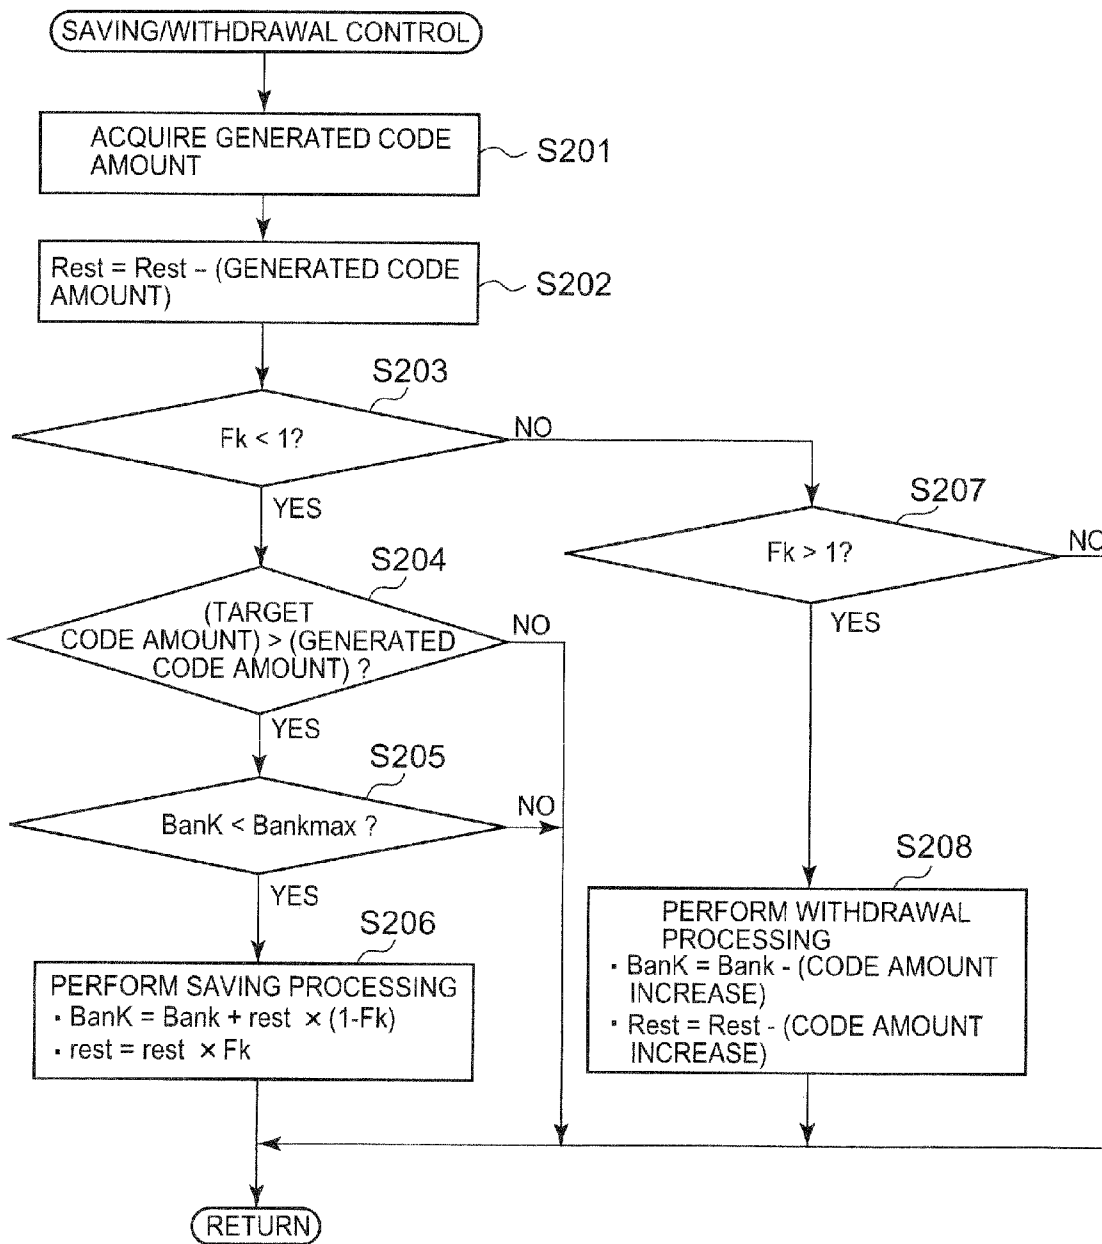 SAVING/WITHDRAWAL CONTROL
ACQUIRE GENERATED CODE
AMOUNT
S201
Rest = Rest - (GENERATED CODE
AMOUNT)
S202
S203
Fk < 1?
NO
YES
S204
(TARGET
CODE AMOUNT) > (GENERATED
CODE AMOUNT) ?
NO
YES
S205
BanK < Bankmax ?
NO
YES
S206
PERFORM SAVING PROCESSING
· BanK = Bank + rest × (1-Fk)
· rest = rest × Fk
S207
Fk > 1?
NO
YES
S208
PERFORM WITHDRAWAL
PROCESSING
· BanK = Bank - (CODE AMOUNT
INCREASE)
· Rest = Rest - (CODE AMOUNT
INCREASE)
RETURN